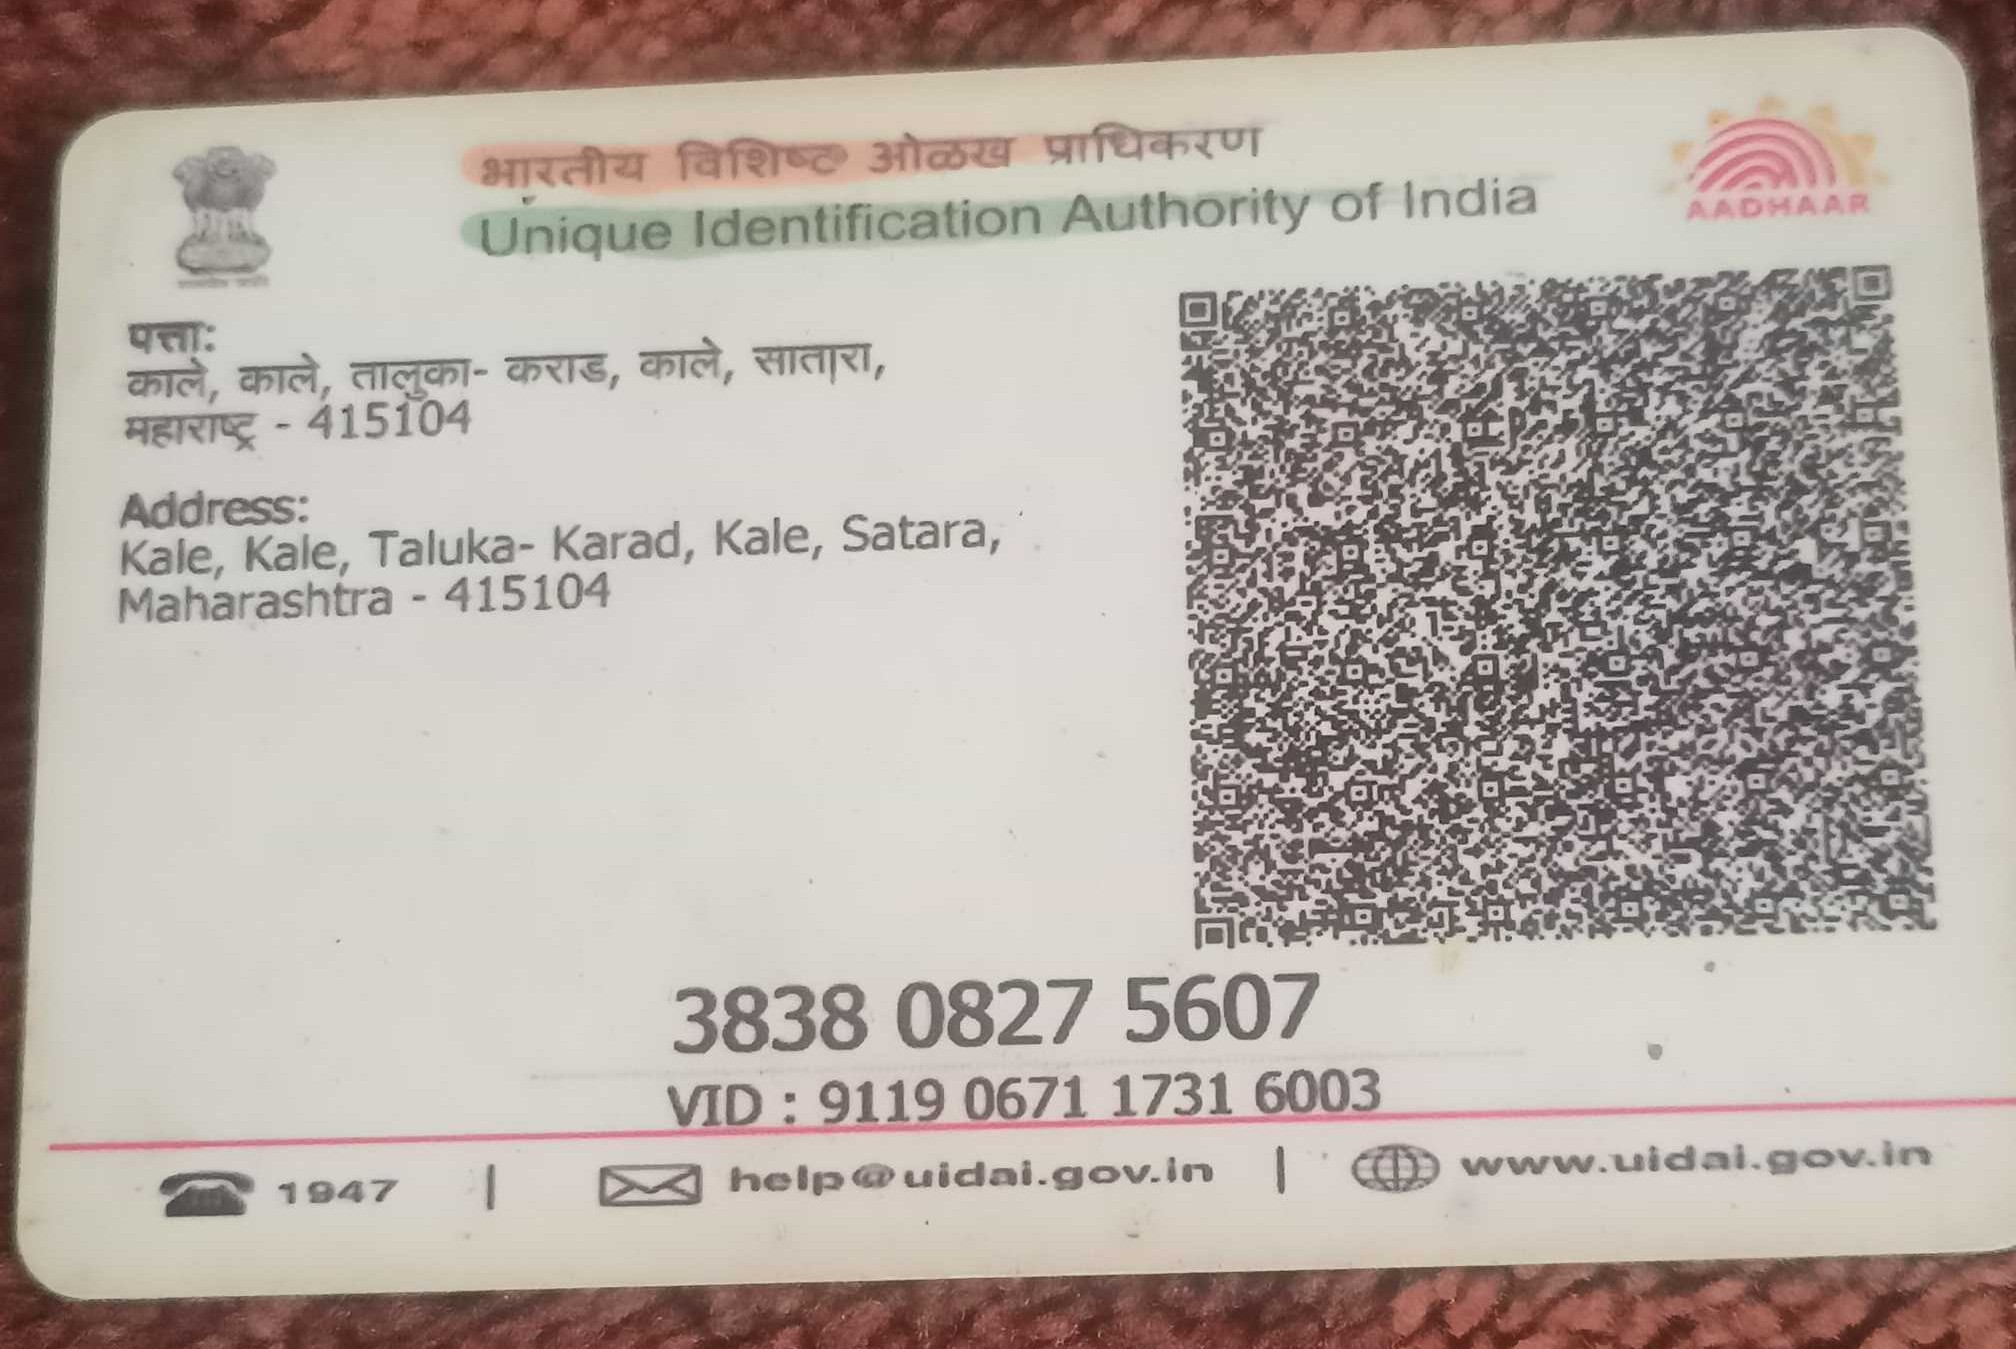 भारतीय विशिष्ट ओळख प्राधिकरण
Unique Identification Authority of India
AADHAAR
पत्ता:
काले, काले, तालुका- कराड, काले, सातारा,
महाराष्ट्र - 415104
Address:
Kale, Kale, Taluka- Karad, Kale, Satara,
Maharashtra - 415104
3838 0827 5607
VID : 9119 0671 1731 6003
1947 | help@uidai.gov.in | www.uidai.gov.in